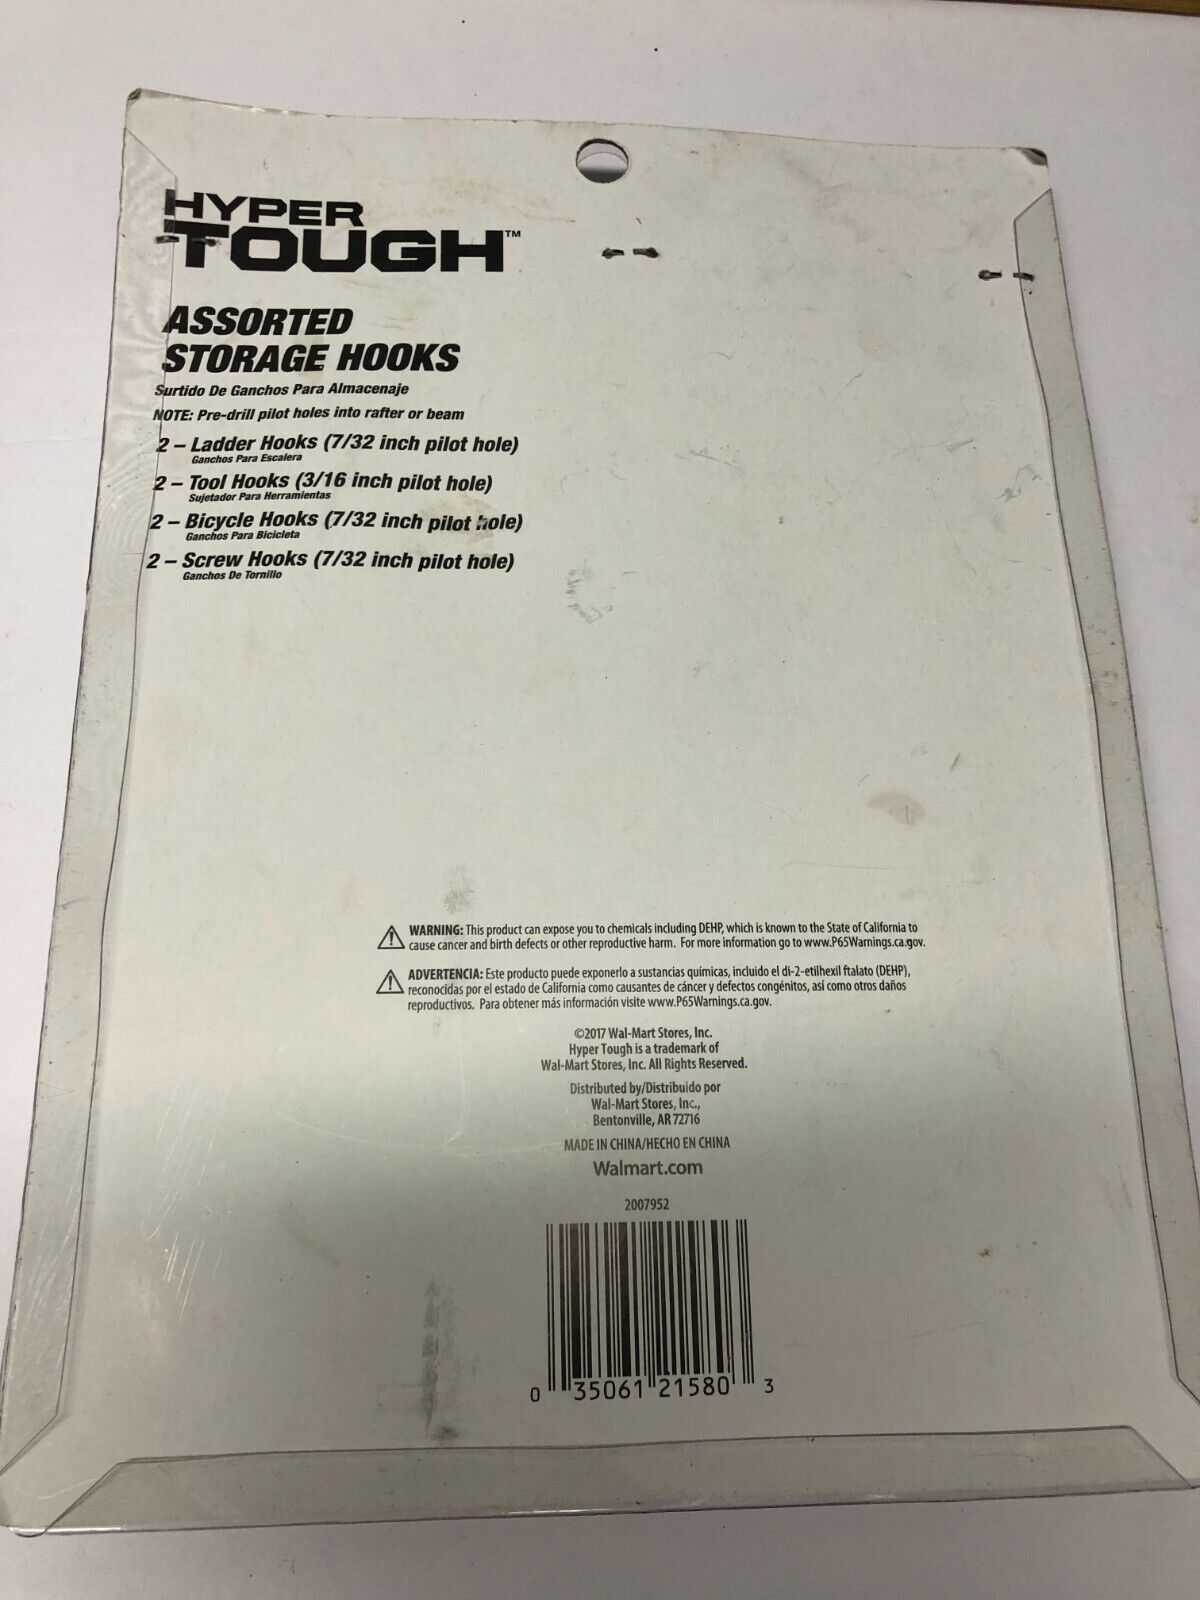 HYPER
TOUGH™
ASSORTED
STORAGE HOOKS
Surtido De Ganchos Para Almacenaje
NOTE: Pre-drill pilot holes into rafter or beam
2 – Ladder Hooks (7/32 inch pilot hole)
Ganchos Para Escalera
2 – Tool Hooks (3/16 inch pilot hole)
Sujetador Para Herramientas
2 – Bicycle Hooks (7/32 inch pilot hole)
Ganchos Para Bicicleta
2 – Screw Hooks (7/32 inch pilot hole)
Ganchos De Tornillo
WARNING: This product can expose you to chemicals including DEHP, which is known to the State of California to
cause cancer and birth defects or other reproductive harm. For more information go to www.P65Warnings.ca.gov.
ADVERTENCIA: Este producto puede exponerlo a sustancias químicas, incluido el di-2-etilhexil ftalato (DEHP),
reconocidas por el estado de California como causantes de cáncer y defectos congénitos, así como otros daños
reproductivos. Para obtener más información visite www.P65Warnings.ca.gov.
©2017 Wal-Mart Stores, Inc.
Hyper Tough is a trademark of
Wal-Mart Stores, Inc. All Rights Reserved.
Distributed by/Distribuido por
Wal-Mart Stores, Inc.,
Bentonville, AR 72716
MADE IN CHINA/HECHO EN CHINA
Walmart.com
2007952
0 35061 21580 3